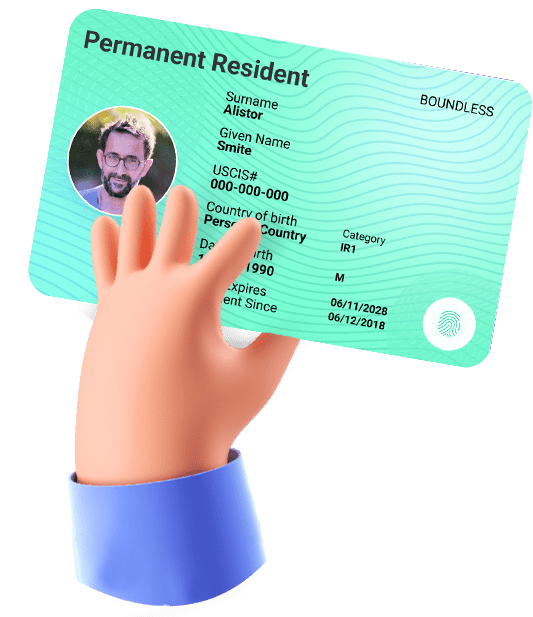 Permanent Resident
BOUNDLESS
Surname
Alistor
Given Name
Smite
USCIS#
000-000-000
Country of birth
Country
Category
IR1
1990
M
06/11/2028
Since
06/12/2018